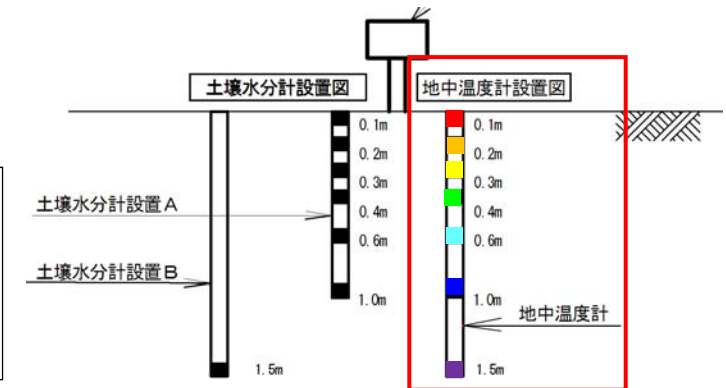 土壌水分計設置図
地中温度計設置図
0.1m
0.2m
0.3m
0.4m
0.6m
1.0m
1.5m
0.1m
0.2m
0.3m
0.4m
0.6m
1.0m
1.5m
土壌水分計設置A
土壌水分計設置B
地中温度計